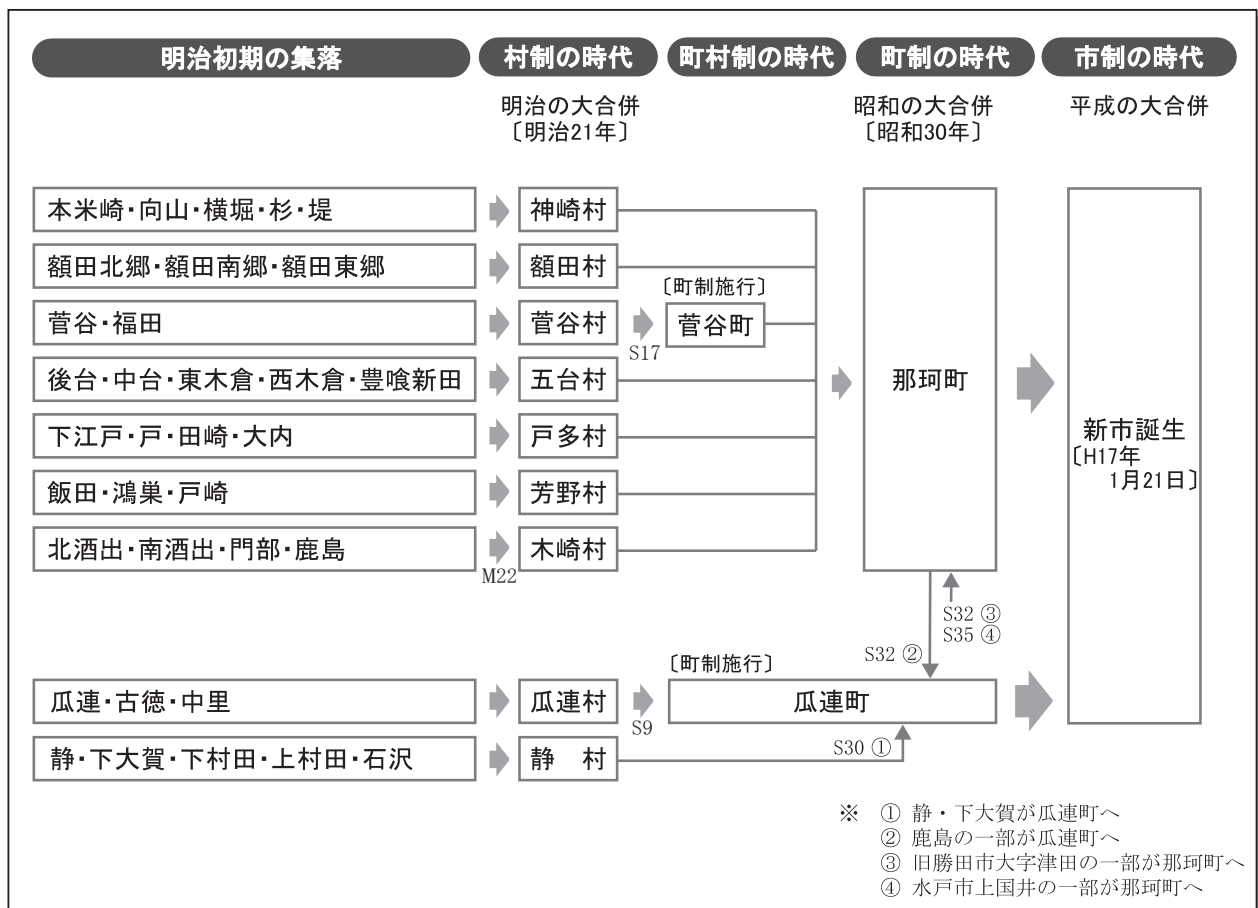 明治初期の集落
村制の時代
町村制の時代
町制の時代
市制の時代
明治の大合併
〔明治21年〕
昭和の大合併
〔昭和30年〕
平成の大合併
本米崎・向山・横堀・杉・堤
神崎村
額田北郷・額田南郷・額田東郷
額田村
菅谷・福田
菅谷村
S17
〔町制施行〕
菅谷町
後台・中台・東木倉・西木倉・豊喰新田
五台村
下江戸・戸・田崎・大内
戸多村
飯田・鴻巣・戸崎
芳野村
北酒出・南酒出・門部・鹿島
M22
木崎村
那珂町
新市誕生
〔H17年
1月21日〕
S32 ③
S35 ④
S32 ②
瓜連・古徳・中里
瓜連村
S9
〔町制施行〕
瓜連町
静・下大賀・下村田・上村田・石沢
静　村
S30 ①
※ ① 静・下大賀が瓜連町へ
② 鹿島の一部が瓜連町へ
③ 旧勝田市大字津田の一部が那珂町へ
④ 水戸市上国井の一部が那珂町へ